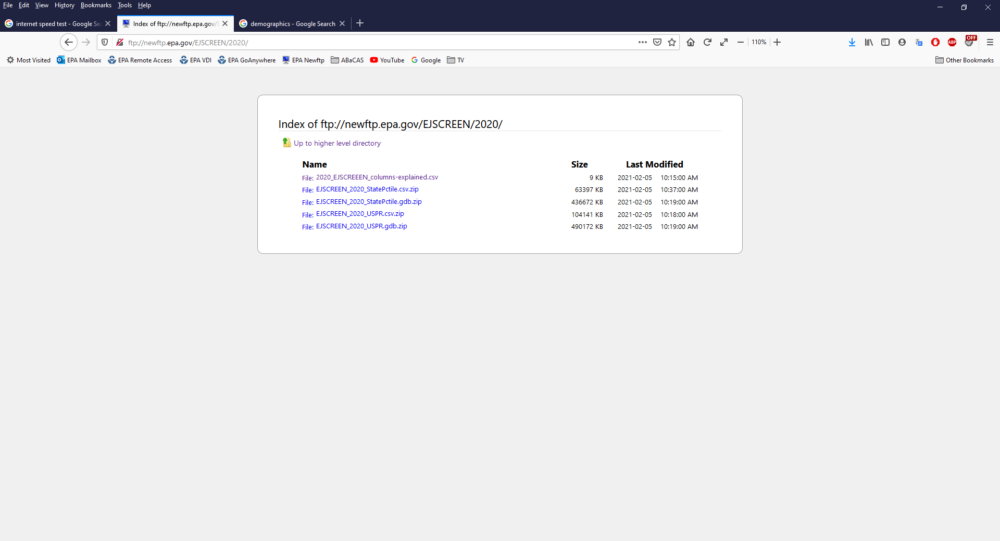 File Edit View History Bookmarks Tools Help
internet speed test - Google Se
Index of ftp://newftp.epa.gov/E
demographics - Google Search
ftp://newftp.epa.gov/EJSCREEN/2020/
110%
ABP
OFF
Most Visited EPA Mailbox EPA Remote Access EPA VDI EPA GoAnywhere EPA Newftp ABaCAS YouTube Google TV Other Bookmarks
Index of ftp://newftp.epa.gov/EJSCREEN/2020/
Up to higher level directory
Name Size Last Modified
File: 2020_EJSCREEEN_columns-explained.csv 9 KB 2021-02-05 10:15:00 AM
File: EJSCREEN_2020_StatePctile.csv.zip 63397 KB 2021-02-05 10:37:00 AM
File: EJSCREEN_2020_StatePctile.gdb.zip 436672 KB 2021-02-05 10:19:00 AM
File: EJSCREEN_2020_USPR.csv.zip 104141 KB 2021-02-05 10:18:00 AM
File: EJSCREEN_2020_USPR.gdb.zip 490172 KB 2021-02-05 10:19:00 AM